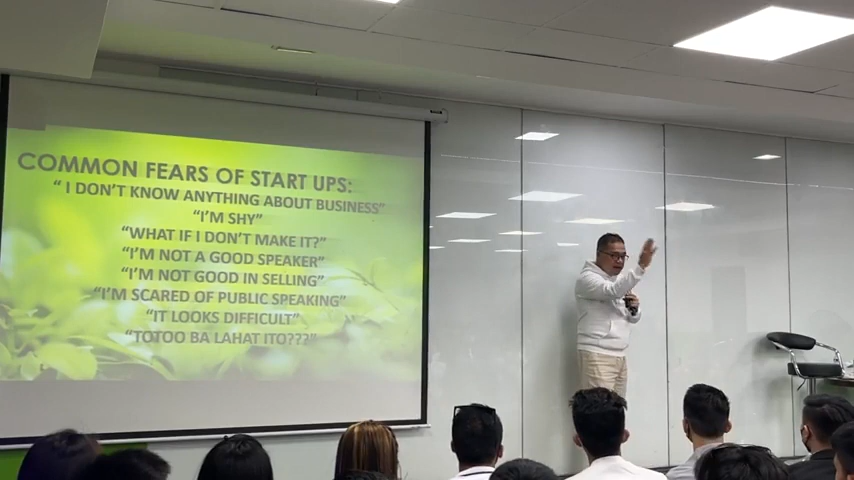 COMMON FEARS OF START UPS:
“ I DON’T KNOW ANYTHING ABOUT BUSINESS”
“I’M SHY”
“WHAT IF I DON’T MAKE IT?”
“I’M NOT A GOOD SPEAKER”
“I’M NOT GOOD IN SELLING”
“I’M SCARED OF PUBLIC SPEAKING”
“IT LOOKS DIFFICULT”
“TOTOO BA LAHAT ITO???”